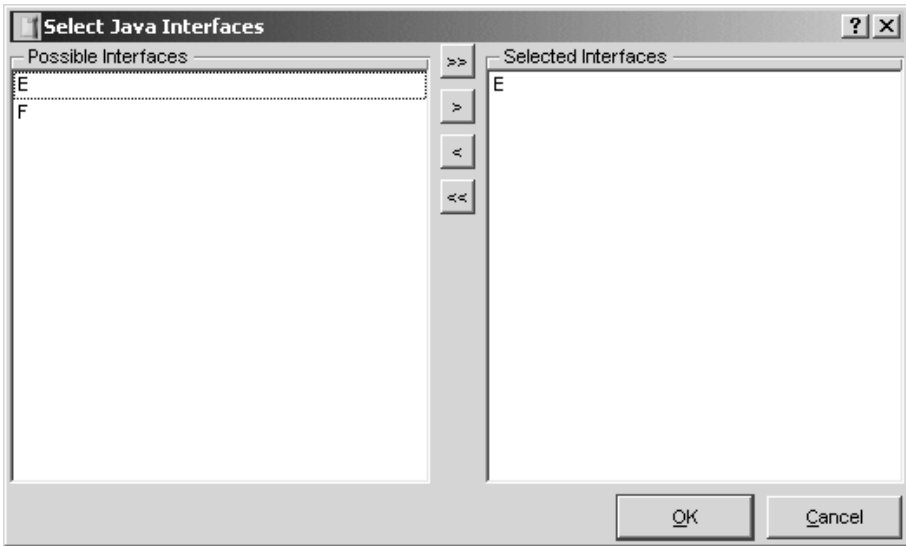 Select Java Interfaces
? X
Possible Interfaces
E
F
>>
>
<
<<
Selected Interfaces
E
OK
Cancel